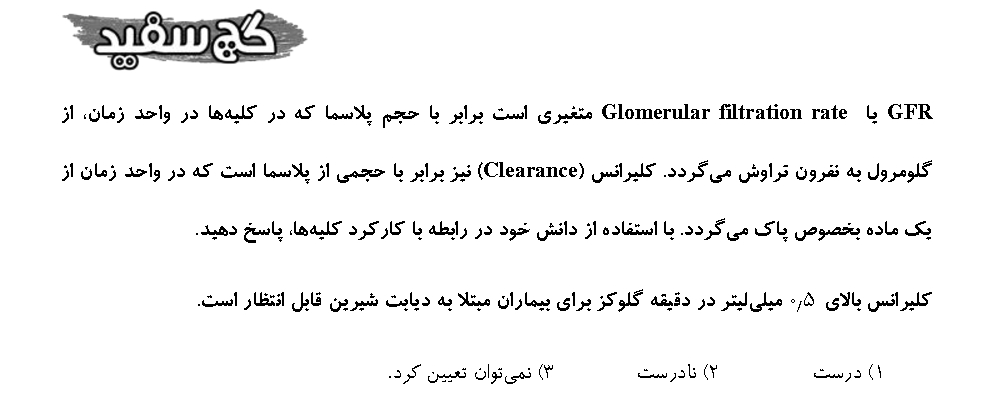 گچ سفید
GFR یا Glomerular filtration rate متغیری است برابر با حجم پلاسما که در کلیه‌ها در واحد زمان، از
گلومرول به نفرون تراوش می‌گردد. کلیرانس (Clearance) نیز برابر با حجمی از پلاسما است که در واحد زمان از
یک ماده بخصوص پاک می‌گردد. با استفاده از دانش خود در رابطه با کارکرد کلیه‌ها، پاسخ دهید.
کلیرانس بالای ۰٫۵ میلی‌لیتر در دقیقه گلوکز برای بیماران مبتلا به دیابت شیرین قابل انتظار است.
۱) درست ۲) نادرست ۳) نمی‌توان تعیین کرد.